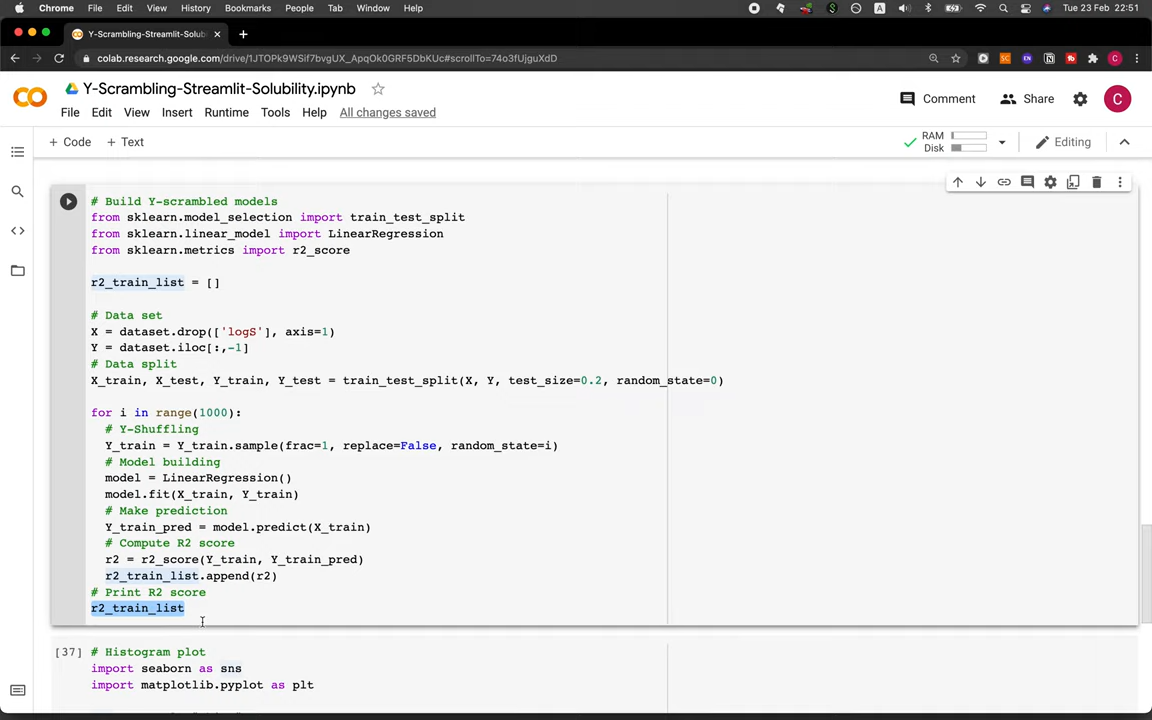 Chrome File Edit View History Bookmarks People Tab Window Help A Tue 23 Feb 22:51
Y-Scrambling-Streamlit-Solub
colab.research.google.com/drive/1JTOPk9WSif7bvgUX_ApqOk0GRF5DbKUc#scrollTo=74o3fUjguXdD
Y-Scrambling-Streamlit-Solubility.ipynb
Comment Share C
File Edit View Insert Runtime Tools Help All changes saved
+ Code + Text RAM Disk Editing
# Build Y-scrambled models
from sklearn.model_selection import train_test_split
from sklearn.linear_model import LinearRegression
from sklearn.metrics import r2_score
r2_train_list = []
# Data set
X = dataset.drop(['logS'], axis=1)
Y = dataset.iloc[:,-1]
# Data split
X_train, X_test, Y_train, Y_test = train_test_split(X, Y, test_size=0.2, random_state=0)
for i in range(1000):
# Y-Shuffling
Y_train = Y_train.sample(frac=1, replace=False, random_state=i)
# Model building
model = LinearRegression()
model.fit(X_train, Y_train)
# Make prediction
Y_train_pred = model.predict(X_train)
# Compute R2 score
r2 = r2_score(Y_train, Y_train_pred)
r2_train_list.append(r2)
# Print R2 score
r2_train_list
[37] # Histogram plot
import seaborn as sns
import matplotlib.pyplot as plt